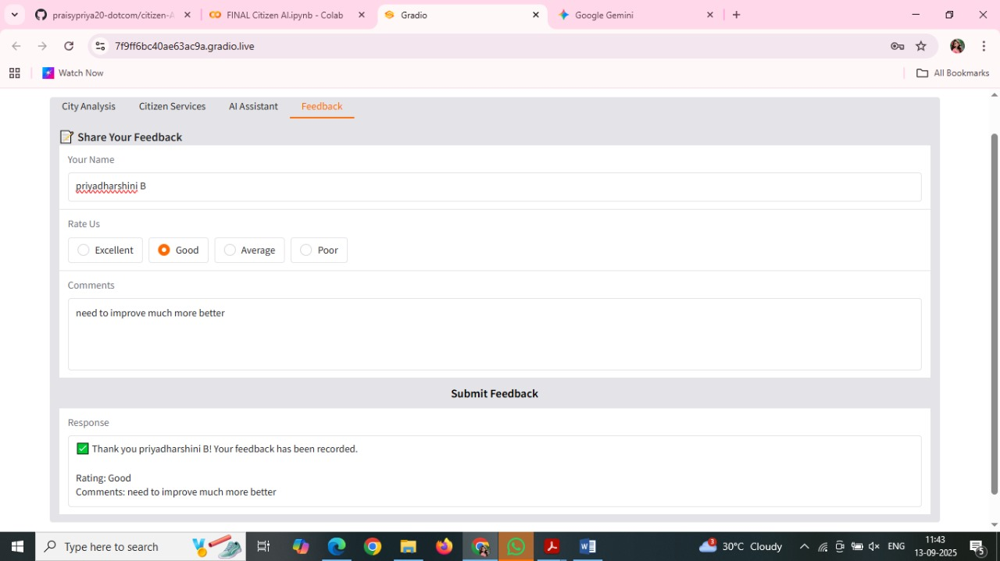 praisypriya20-dotcom/citizen-A
FINAL Citizen AI.ipynb - Colab
Gradio
Google Gemini
7f9ff6bc40ae63ac9a.gradio.live
Watch Now
All Bookmarks
City Analysis
Citizen Services
AI Assistant
Feedback
Share Your Feedback
Your Name
priyadharshini B
Rate Us
Excellent
Good
Average
Poor
Comments
need to improve much more better
Submit Feedback
Response
Thank you priyadharshini B! Your feedback has been recorded.
Rating: Good
Comments: need to improve much more better
Type here to search
3
30°C Cloudy
ENG
11:43
13-09-2025
5